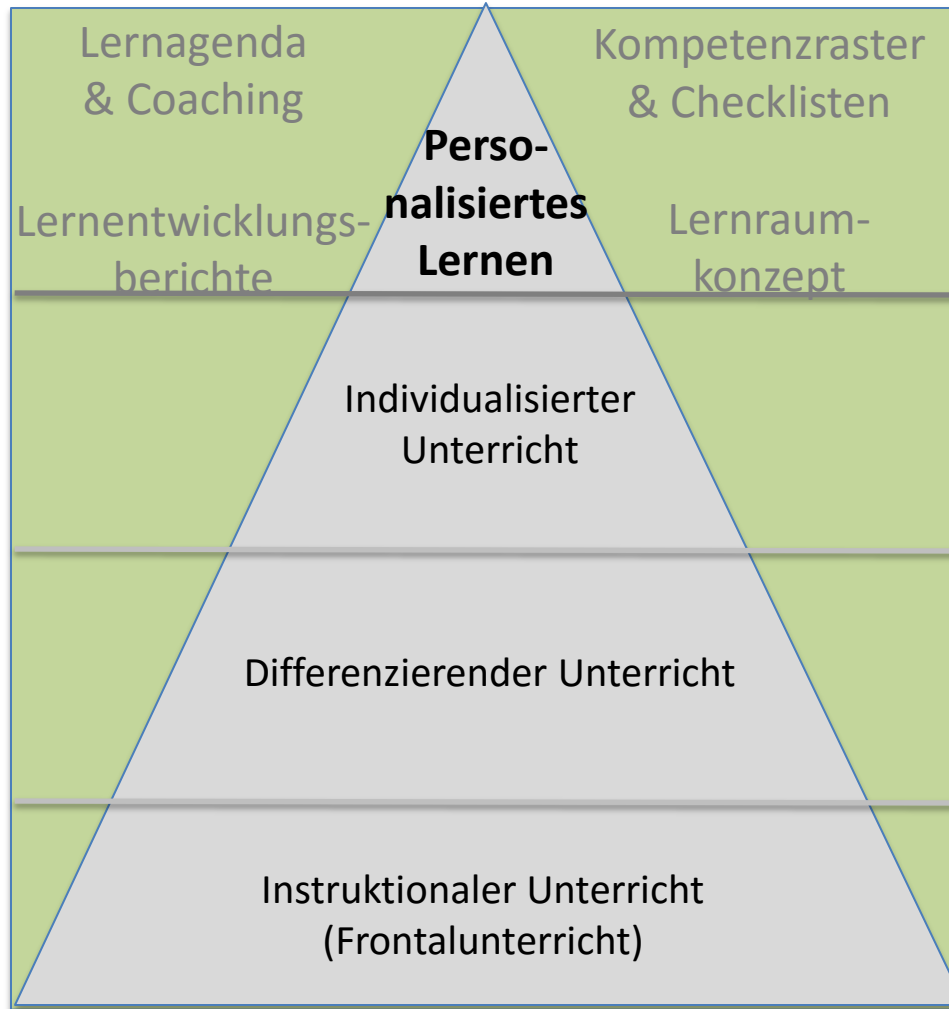 Lernagenda
& Coaching
Kompetenzraster
& Checklisten
Perso-
nalisiertes
Lernen
Lernentwicklungs-
berichte
Lernraum-
konzept
Individualisierter
Unterricht
Differenzierender Unterricht
Instruktionaler Unterricht
(Frontalunterricht)